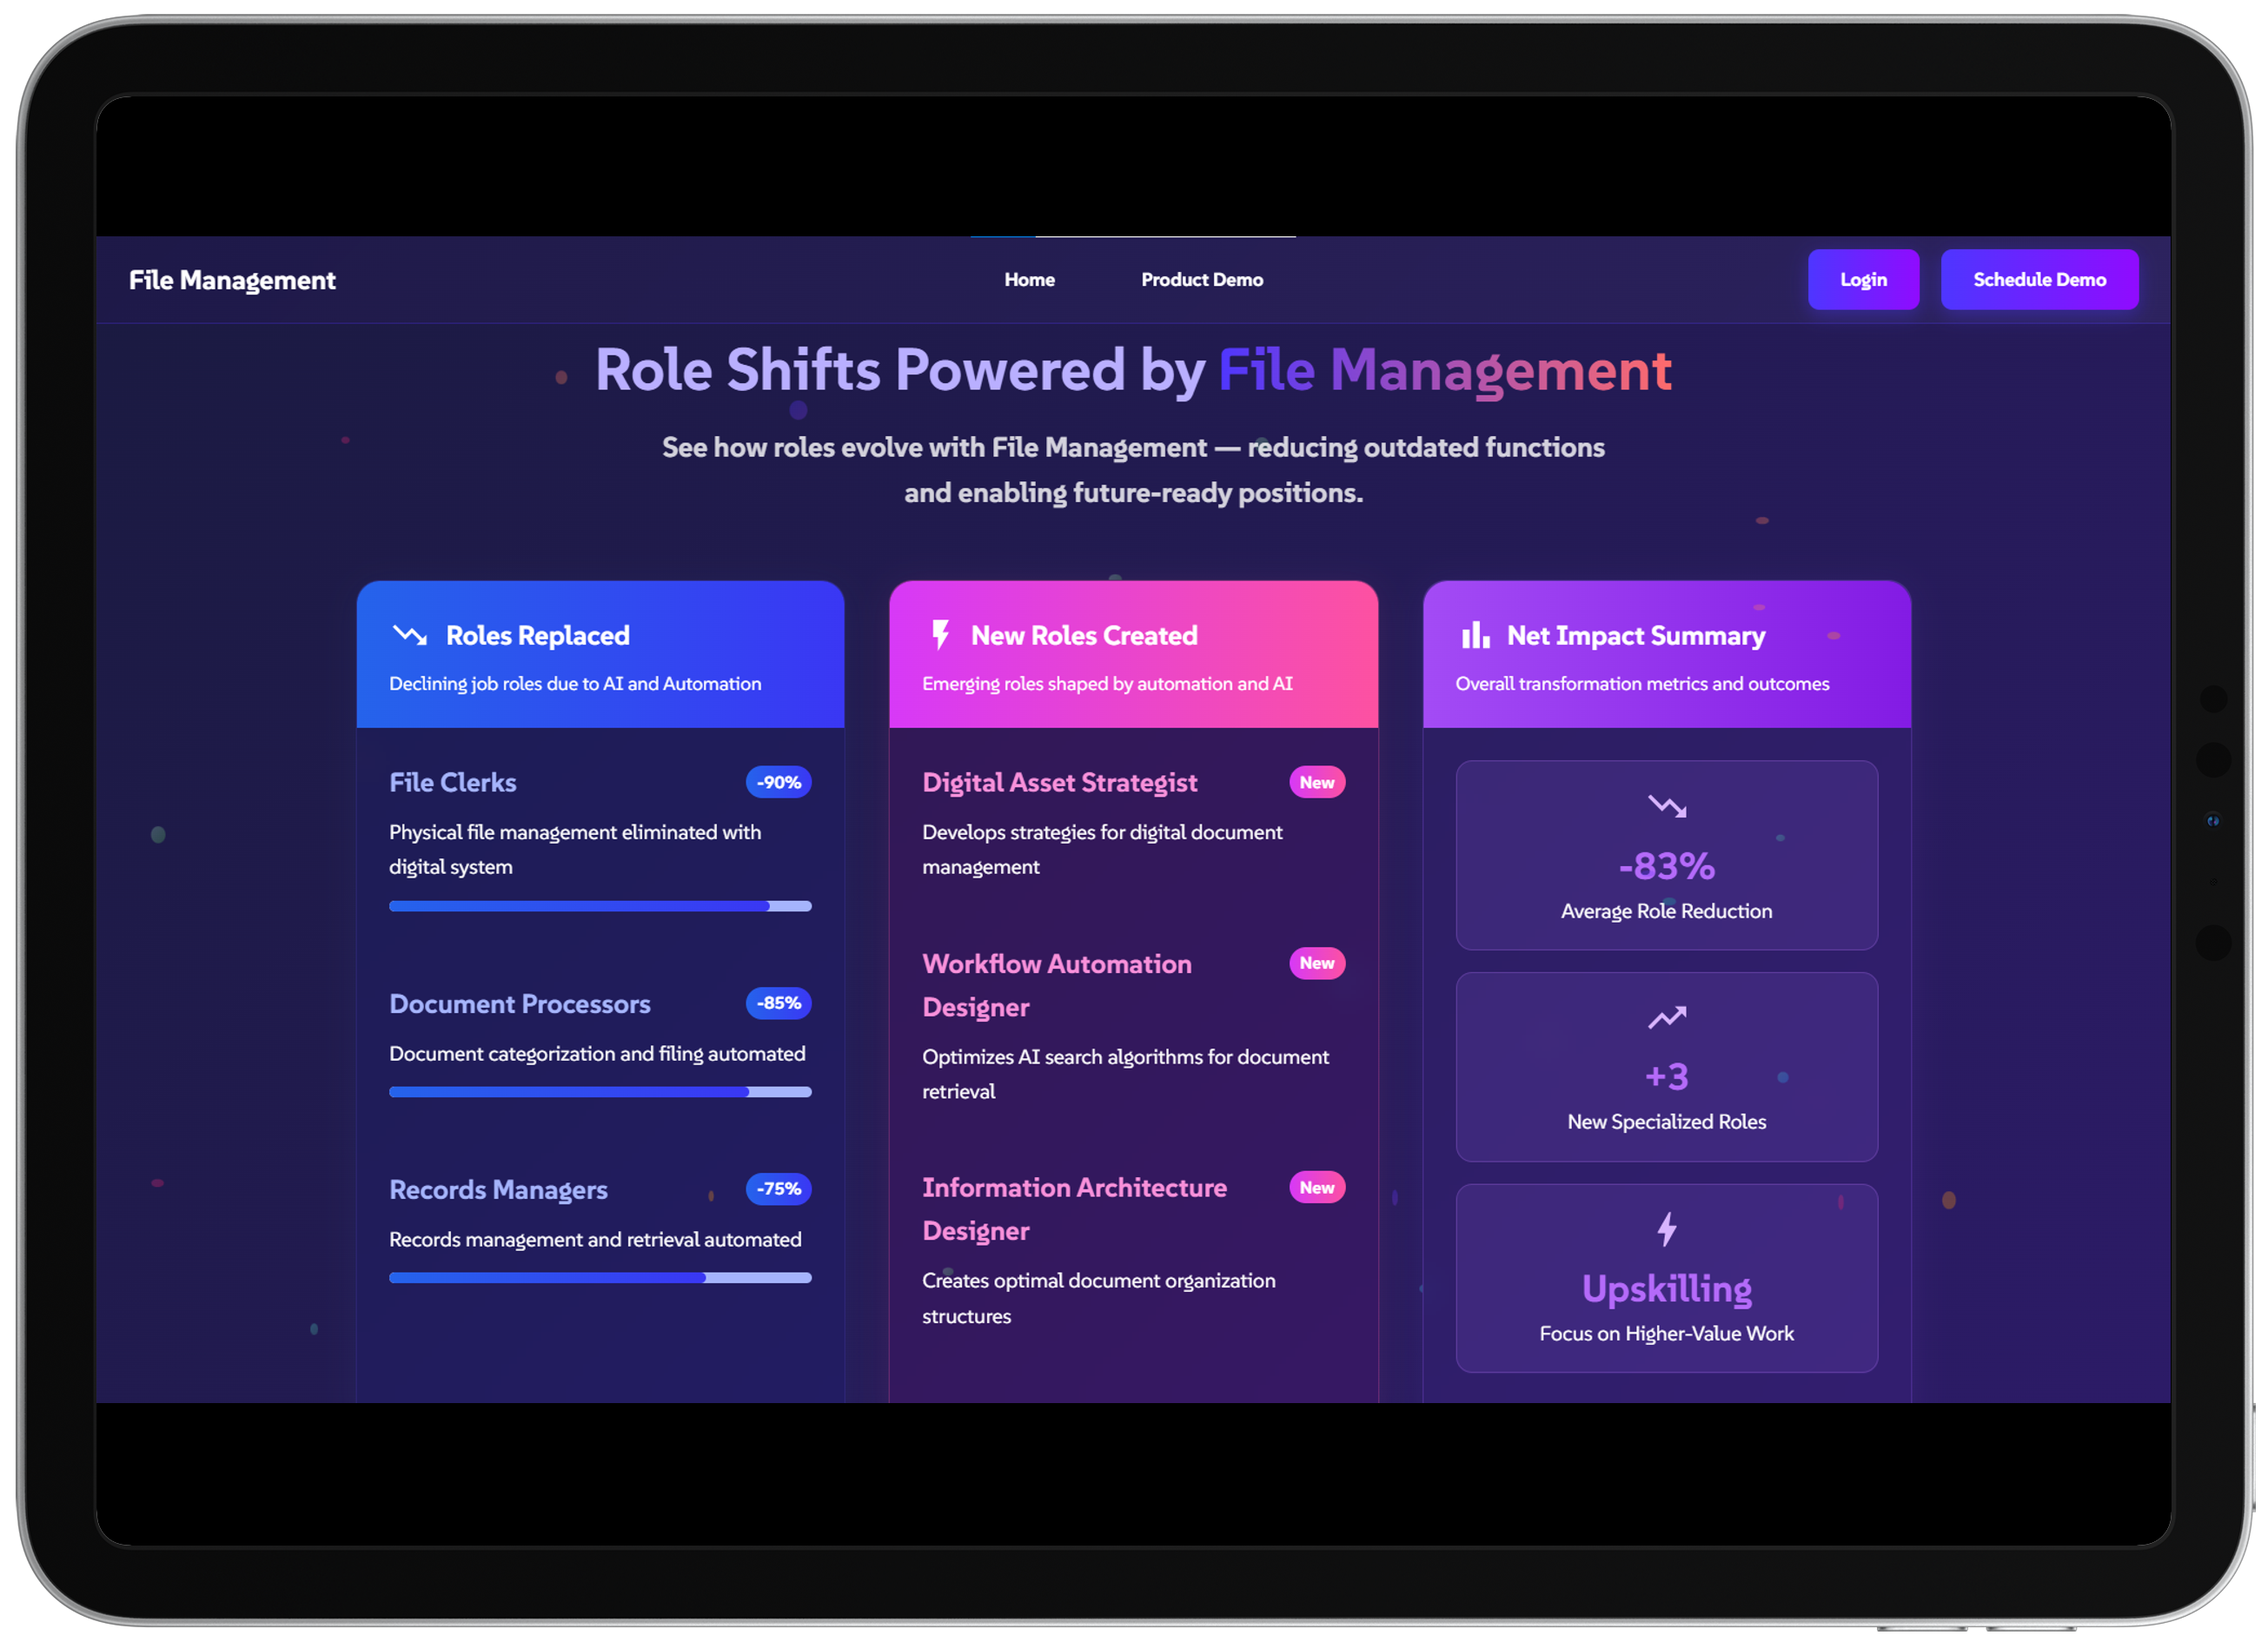 File Management
Home
Product Demo
Login
Schedule Demo
Role Shifts Powered by File Management
See how roles evolve with File Management — reducing outdated functions
and enabling future-ready positions.
Roles Replaced
Declining job roles due to AI and Automation
File Clerks
-90%
Physical file management eliminated with
digital system
Document Processors
-85%
Document categorization and filing automated
Records Managers
-75%
Records management and retrieval automated
New Roles Created
Emerging roles shaped by automation and AI
Digital Asset Strategist
New
Develops strategies for digital document
management
Workflow Automation
New
Designer
Optimizes AI search algorithms for document
retrieval
Information Architecture
New
Designer
Creates optimal document organization
structures
Net Impact Summary
Overall transformation metrics and outcomes
-83%
Average Role Reduction
+3
New Specialized Roles
Upskilling
Focus on Higher-Value Work